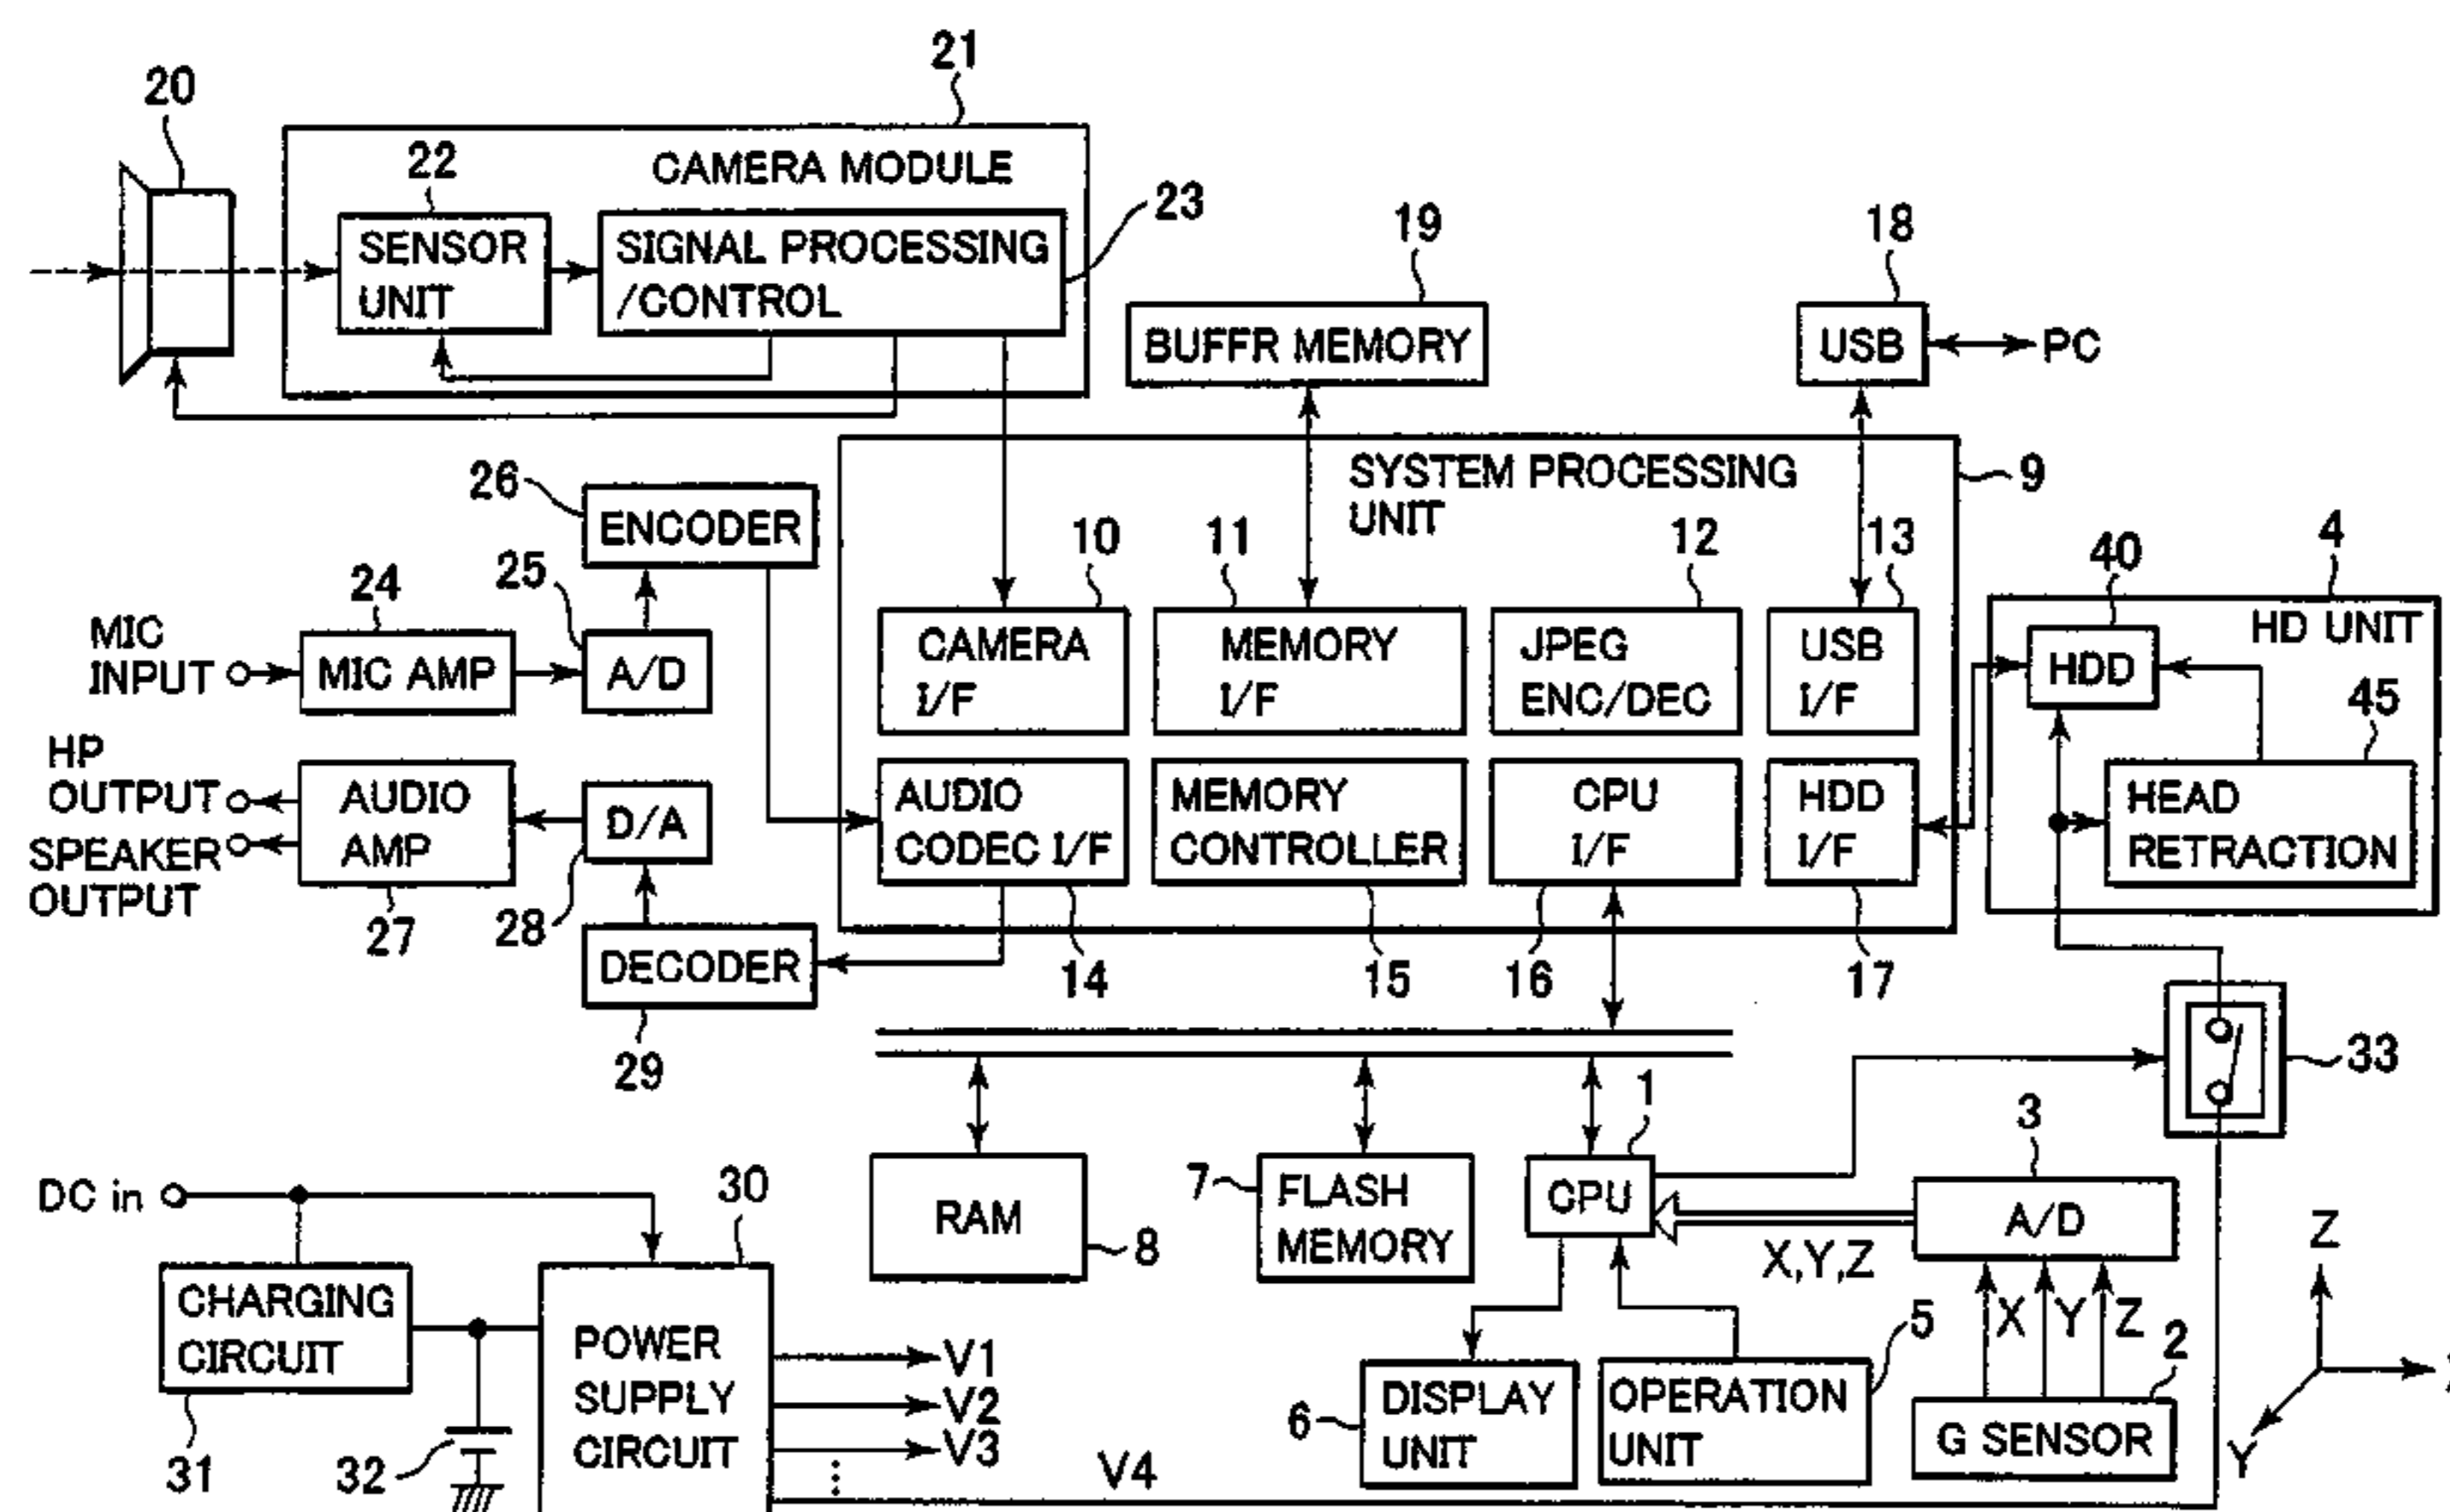 21
20
CAMERA MODULE
22
23
SENSOR
UNIT
SIGNAL PROCESSING
/CONTROL
19
18
BUFFR MEMORY
USB
PC
SYSTEM PROCESSING
UNIT
9
26
ENCODER
10
11
12
13
4
40
24
25
MIC
INPUT
MIC AMP
A/D
CAMERA
I/F
MEMORY
I/F
JPEG
ENC/DEC
USB
I/F
HD UNIT
HDD
45
HP
OUTPUT
SPEAKER
OUTPUT
AUDIO
AMP
27
D/A
28
AUDIO
CODEC I/F
MEMORY
CONTROLLER
CPU
I/F
HDD
I/F
HEAD
RETRACTION
DECODER
29
14
15
16
17
33
1
3
DC in
30
RAM
8
7
FLASH
MEMORY
CPU
A/D
X,Y,Z
X
Y
Z
Z
Y
CHARGING
CIRCUIT
31
32
POWER
SUPPLY
CIRCUIT
V1
V2
V3
V4
6
DISPLAY
UNIT
OPERATION
UNIT
5
2
G SENSOR